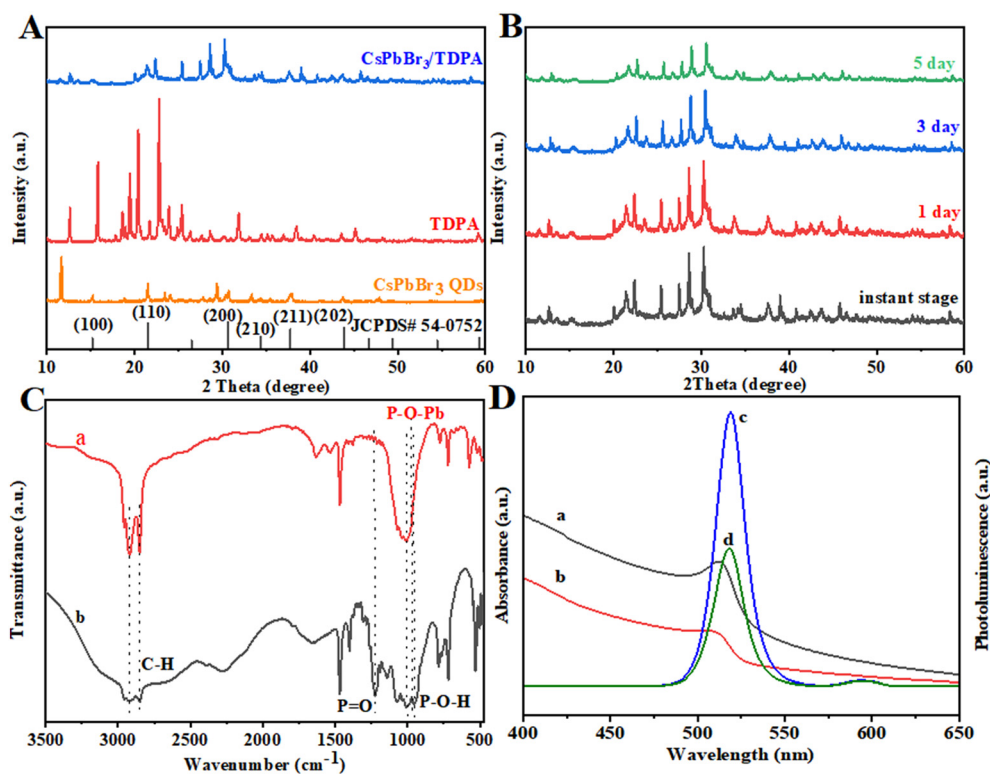 A
CsPbBr3/TDPA
TDPA
CsPbBr3 QDs
(100)
(110)
(200)
(210)
(211)
(202)
JCPDS# 54-0752
10
20
30
40
50
60
2 Theta (degree)
Intensity (a.u.)
B
5 day
3 day
1 day
instant stage
10
20
30
40
50
60
2Theta (degree)
Intensity (a.u.)
C
a
P-O-Pb
b
C-H
P=O
P-O-H
3500
3000
2500
2000
1500
1000
500
Wavenumber (cm-1)
Transmittance (a.u.)
D
c
a
d
b
400
450
500
550
600
650
Wavelength (nm)
Absorbance (a.u.)
Photoluminescence (a.u.)